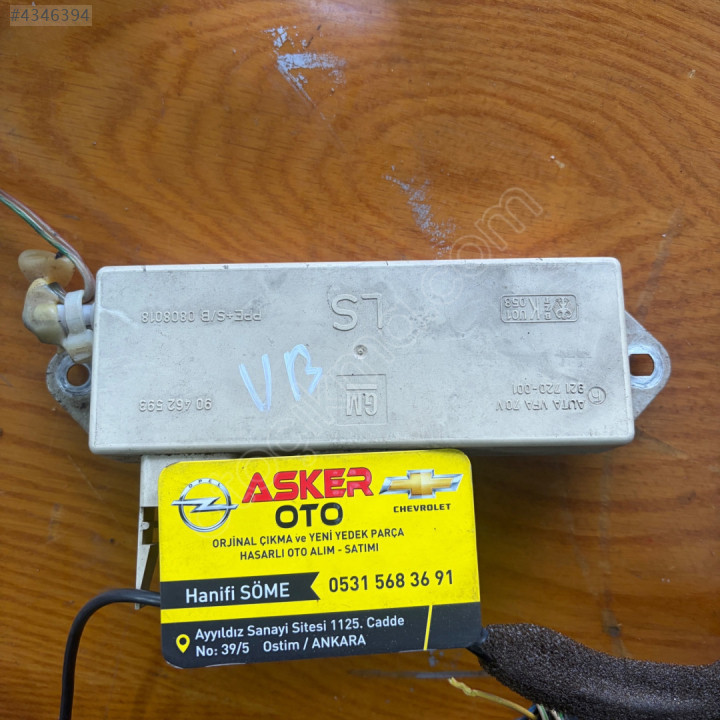 #4346394
PPE+S/B 0808018
LS
90 462 593
GM
921 720-001
AUTA VFA 70V
VB
ASKER
OTO
OPEL
CHEVROLET
ORJİNAL ÇIKMA ve YENİ YEDEK PARÇA
HASARLI OTO ALIM - SATIMI
Hanifi SÖME
0531 568 36 91
Ayyıldız Sanayi Sitesi 1125. Cadde
No: 39/5 Ostim / ANKARA